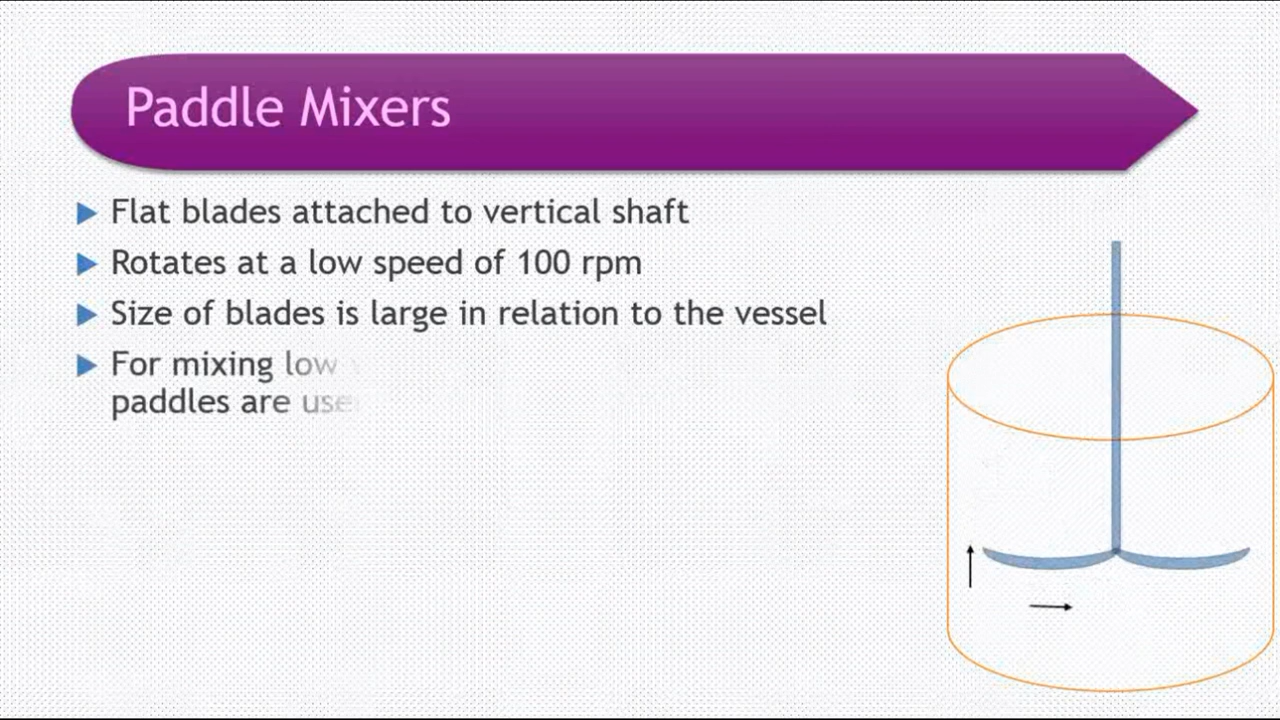 Paddle Mixers
Flat blades attached to vertical shaft
Rotates at a low speed of 100 rpm
Size of blades is large in relation to the vessel
For mixing low
paddles are